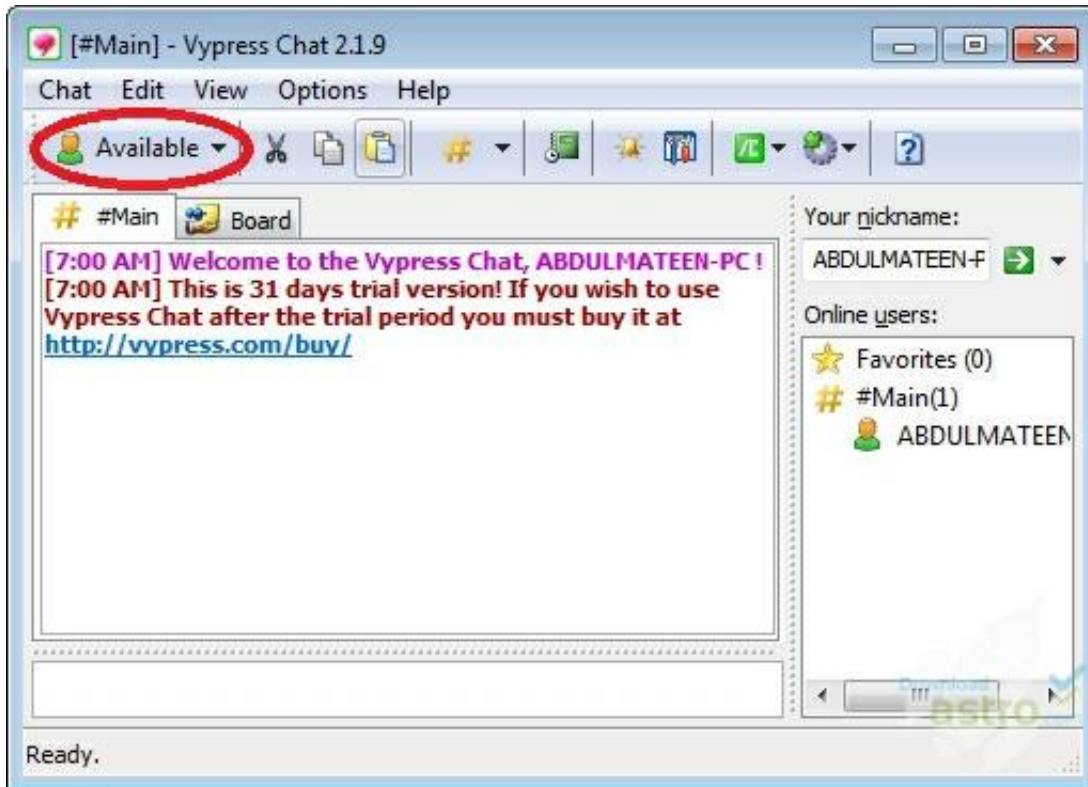 [#Main] - Vypress Chat 2.1.9
Chat Edit View Options Help
Available
#Main Board
[7:00 AM] Welcome to the Vypress Chat, ABDULMATEEN-PC !
[7:00 AM] This is 31 days trial version! If you wish to use
Vypress Chat after the trial period you must buy it at
http://vypress.com/buy/
Your nickname:
ABDULMATEEN-P
Online users:
Favorites (0)
#Main(1)
ABDULMATEEN
Download
astro
Ready.